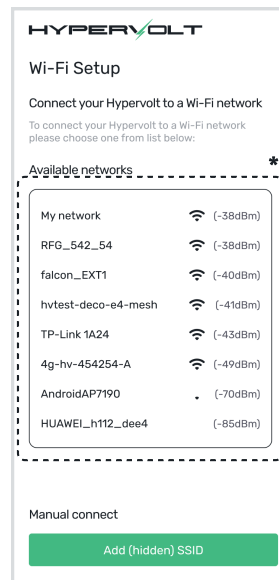 HYPERVOLT
Wi-Fi Setup
Connect your Hypervolt to a Wi-Fi network
To connect your Hypervolt to a Wi-Fi network
please choose one from list below:
Available networks
*
My network (-38dBm)
RFG_542_54 (-38dBm)
falcon_EXT1 (-40dBm)
hvtest-deco-e4-mesh (-41dBm)
TP-Link 1A24 (-43dBm)
4g-hv-454254-A (-49dBm)
AndroidAP7190 (-70dBm)
HUAWEI_h112_dee4 (-85dBm)
Manual connect
Add (hidden) SSID